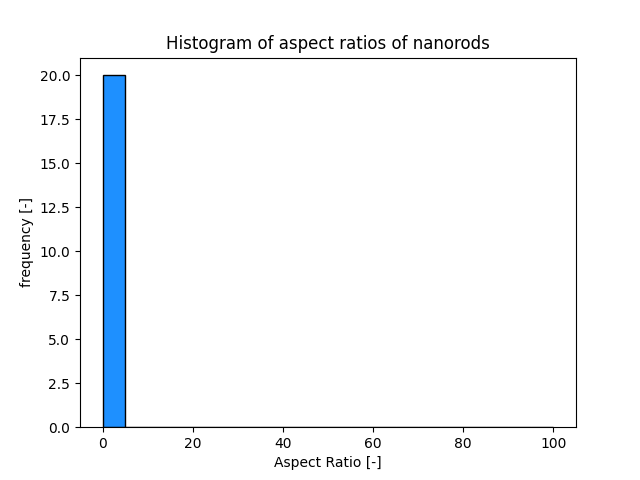 Histogram of aspect ratios of nanorods
20.0
17.5
15.0
12.5
10.0
7.5
5.0
2.5
0.0
frequency [-]
0 20 40 60 80 100
Aspect Ratio [-]